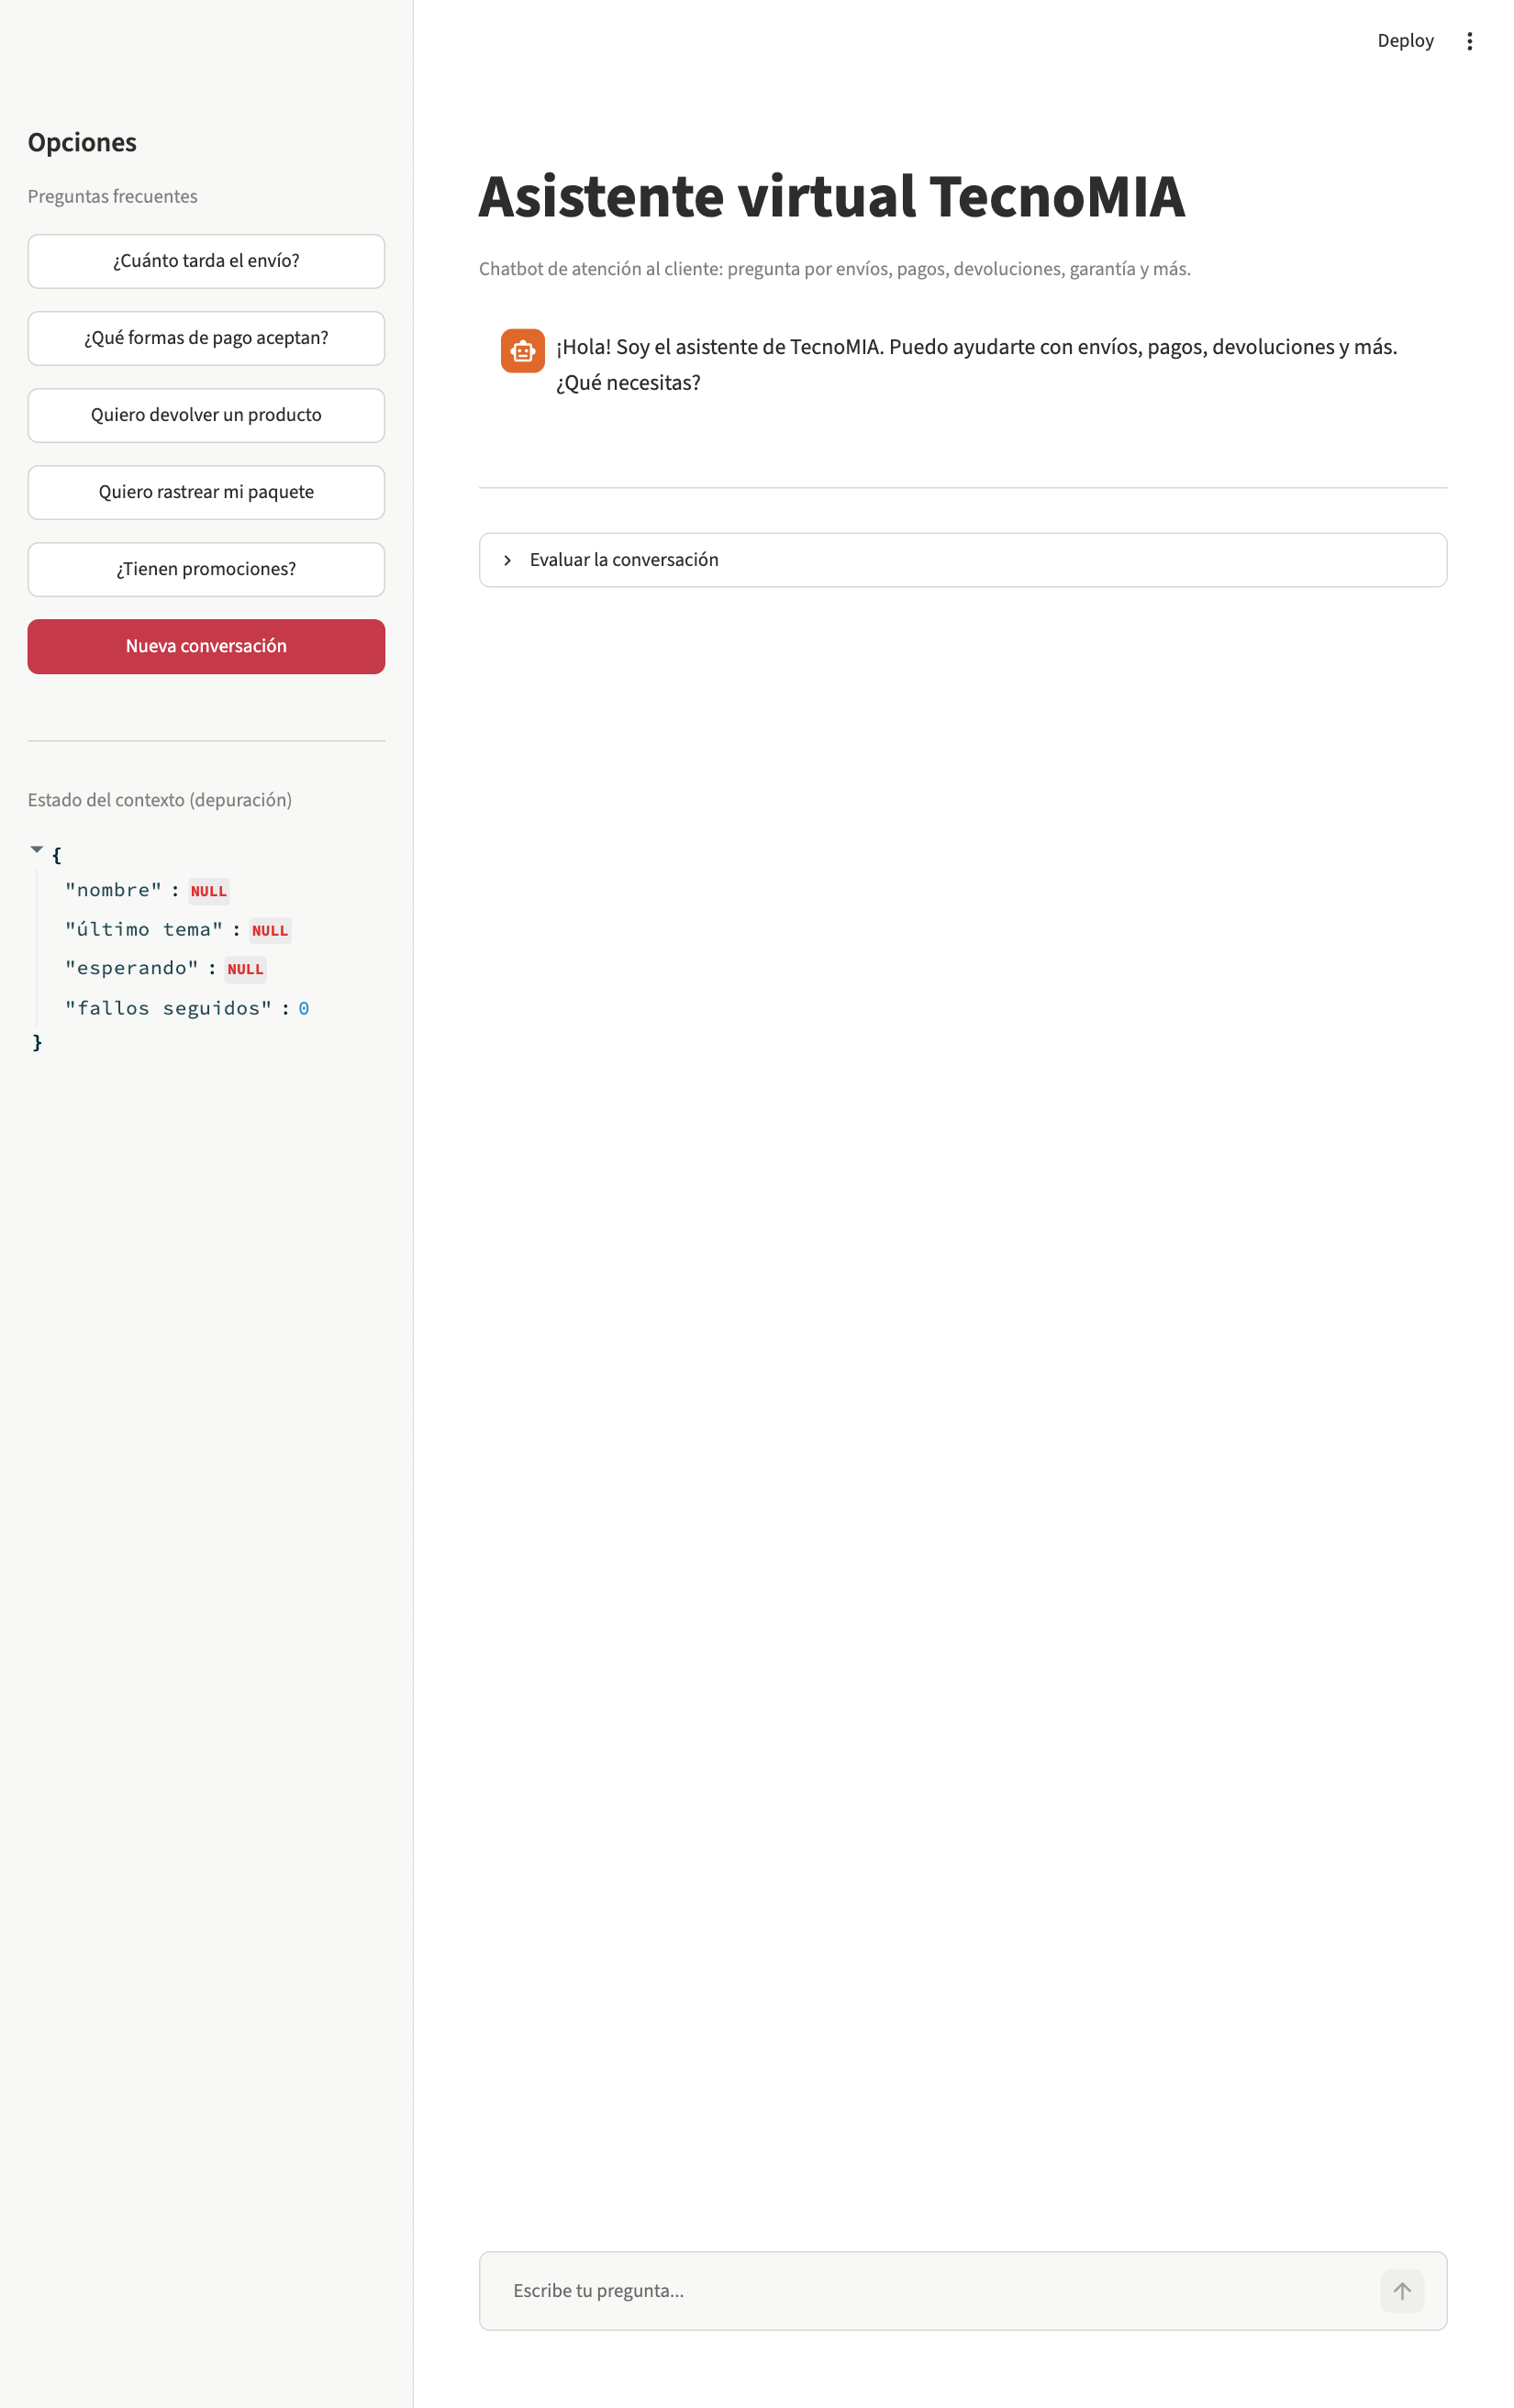 Deploy
Opciones
Preguntas frecuentes
¿Cuánto tarda el envío?
¿Qué formas de pago aceptan?
Quiero devolver un producto
Quiero rastrear mi paquete
¿Tienen promociones?
Nueva conversación
Estado del contexto (depuración)
{
"nombre" : NULL
"último tema" : NULL
"esperando" : NULL
"fallos seguidos" : 0
}
Asistente virtual TecnoMIA
Chatbot de atención al cliente: pregunta por envíos, pagos, devoluciones, garantía y más.
¡Hola! Soy el asistente de TecnoMIA. Puedo ayudarte con envíos, pagos, devoluciones y más.
¿Qué necesitas?
Evaluar la conversación
Escribe tu pregunta...